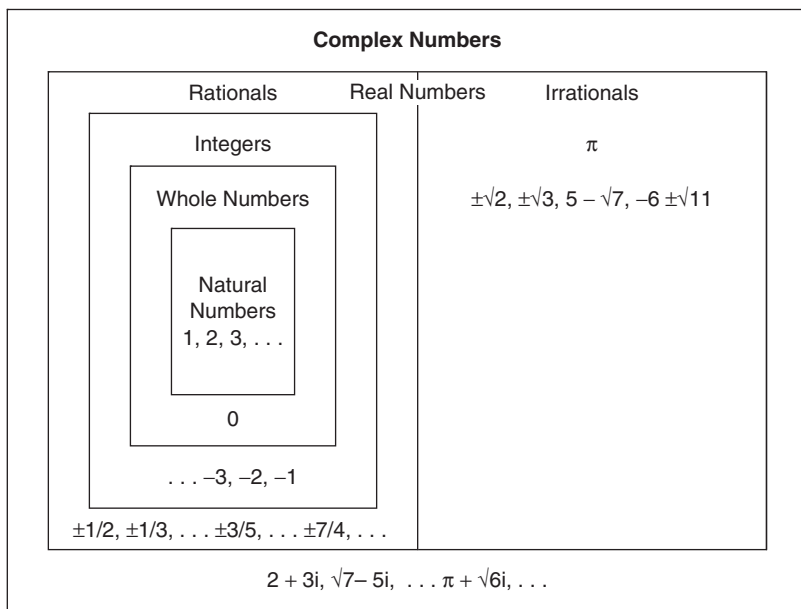 Complex Numbers
Rationals Real Numbers Irrationals
Integers π
Whole Numbers ±√2, ±√3, 5 – √7, –6 ±√11
Natural
Numbers
1, 2, 3, . . .
0
. . . –3, –2, –1
±1/2, ±1/3, . . . ±3/5, . . . ±7/4, . . .
2 + 3i, √7– 5i, . . . π + √6i, . . .